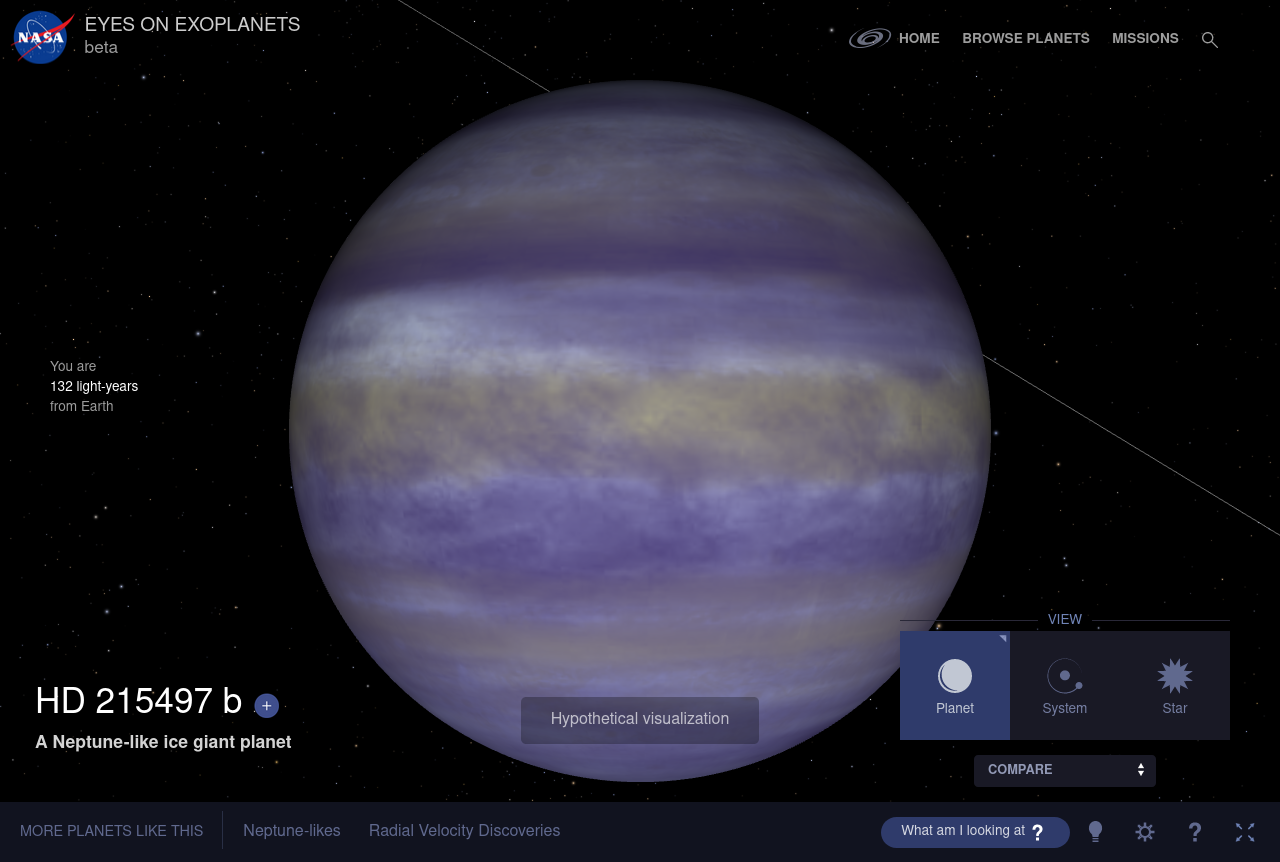 NASA
EYES ON EXOPLANETS
beta
HOME
BROWSE PLANETS
MISSIONS
You are
132 light-years
from Earth
VIEW
Planet
System
Star
HD 215497 b +
A Neptune-like ice giant planet
Hypothetical visualization
COMPARE
MORE PLANETS LIKE THIS
Neptune-likes
Radial Velocity Discoveries
What am I looking at ?
?